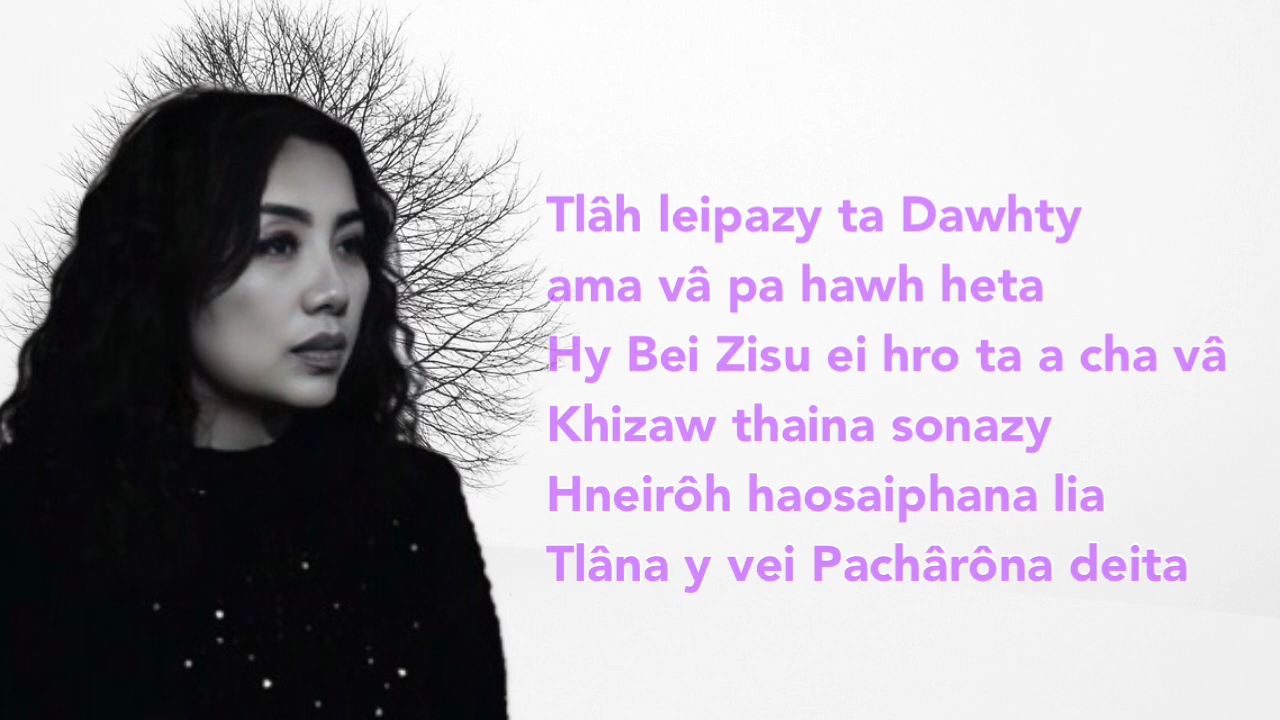 Tlâh leipazy ta Dawhty
ama vâ pa hawh heta
Hy Bei Zisu ei hro ta a cha vâ
Khizaw thaina sonazy
Hneirôh haosaiphana lia
Tlâna y vei Pachârôna deita